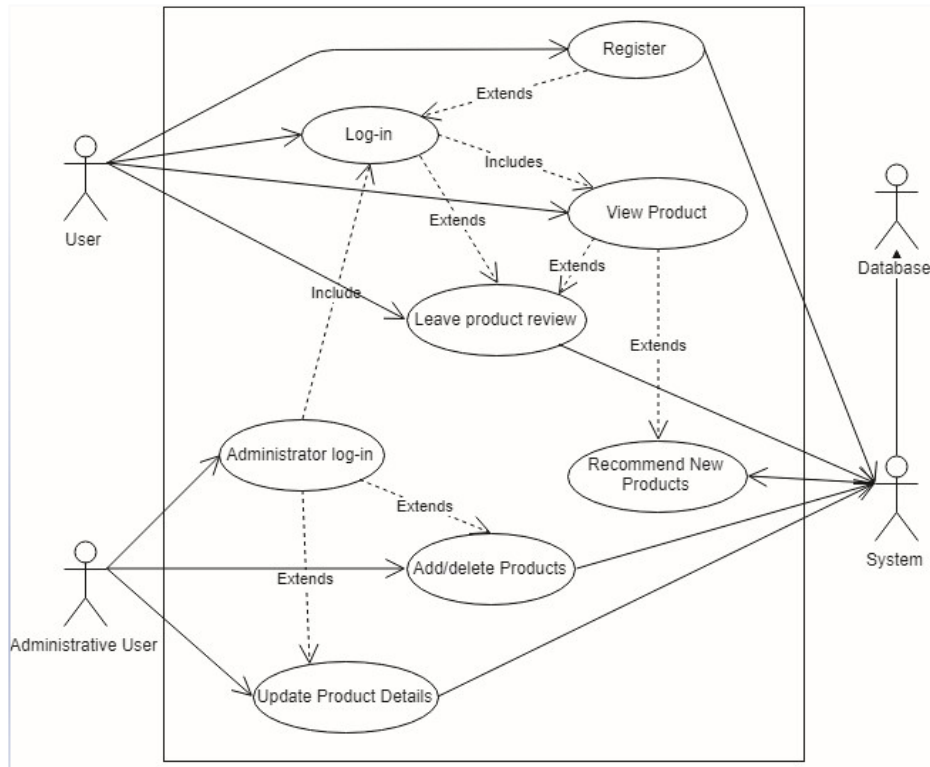 Register
Extends
Log-in
Includes
View Product
User
Extends
Extends
Database
Include
Leave product review
Extends
Administrator log-in
Recommend New
Products
Extends
System
Add/delete Products
Extends
Administrative User
Update Product Details